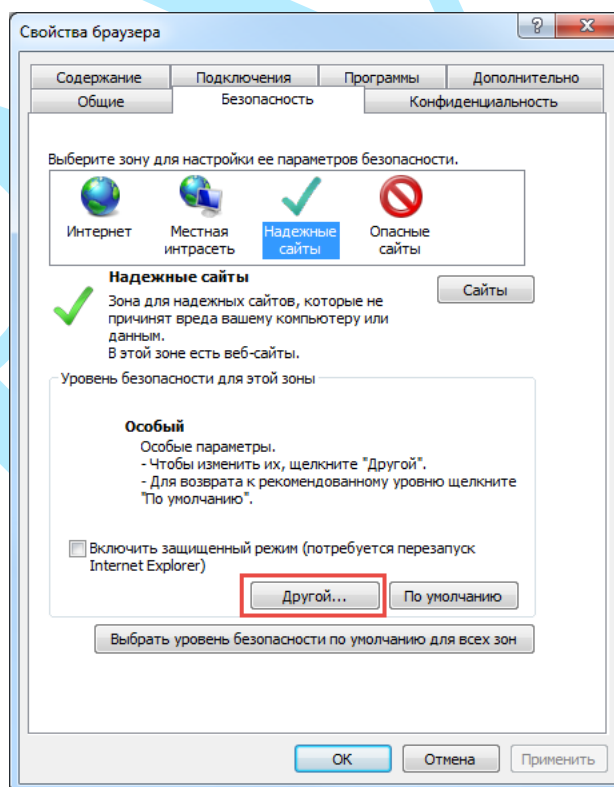 Свойства браузера
Содержание Подключения Программы Дополнительно
Общие Безопасность Конфиденциальность
Выберите зону для настройки ее параметров безопасности.
Интернет Местная интрасеть Надежные сайты Опасные сайты
Надежные сайты
Сайты
Зона для надежных сайтов, которые не
причинят вреда вашему компьютеру или
данным.
В этой зоне есть веб-сайты.
Уровень безопасности для этой зоны
Особый
Особые параметры.
- Чтобы изменить их, щелкните "Другой".
- Для возврата к рекомендованному уровню щелкните
"По умолчанию".
Включить защищенный режим (потребуется перезапуск
Internet Explorer)
Другой... По умолчанию
Выбрать уровень безопасности по умолчанию для всех зон
ОК Отмена Применить